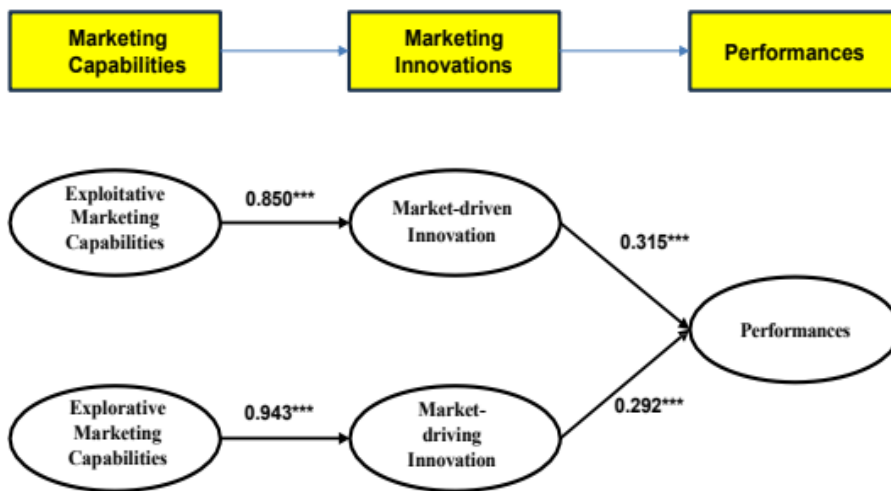 Marketing
Capabilities
Marketing
Innovations
Performances
Exploitative
Marketing
Capabilities
0.850***
Market-driven
Innovation
0.315***
Performances
Explorative
Marketing
Capabilities
0.943***
Market-
driving
Innovation
0.292***